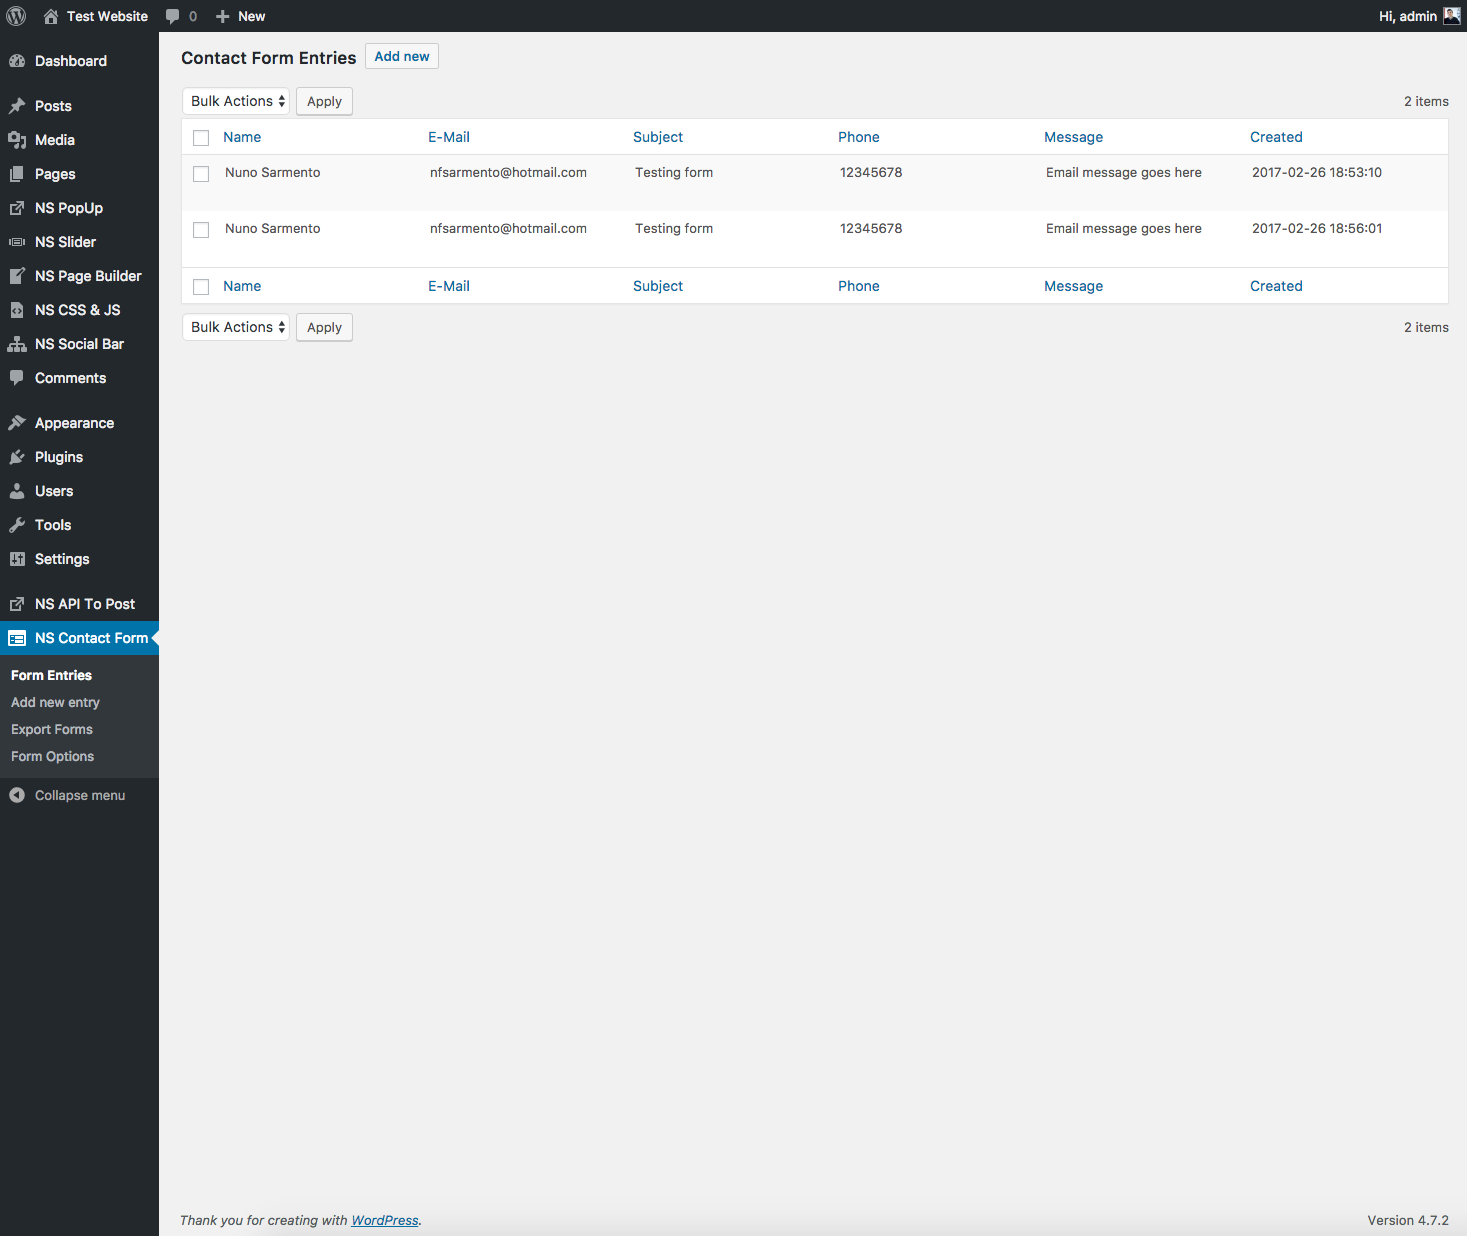 Test Website 0 New Hi, admin
Dashboard
Posts
Media
Pages
NS PopUp
NS Slider
NS Page Builder
NS CSS & JS
NS Social Bar
Comments
Appearance
Plugins
Users
Tools
Settings
NS API To Post
NS Contact Form
Form Entries
Add new entry
Export Forms
Form Options
Collapse menu
Contact Form Entries Add new
Bulk Actions Apply 2 items
Name E-Mail Subject Phone Message Created
Nuno Sarmento nfsarmento@hotmail.com Testing form 12345678 Email message goes here 2017-02-26 18:53:10
Nuno Sarmento nfsarmento@hotmail.com Testing form 12345678 Email message goes here 2017-02-26 18:56:01
Name E-Mail Subject Phone Message Created
Bulk Actions Apply 2 items
Thank you for creating with WordPress. Version 4.7.2